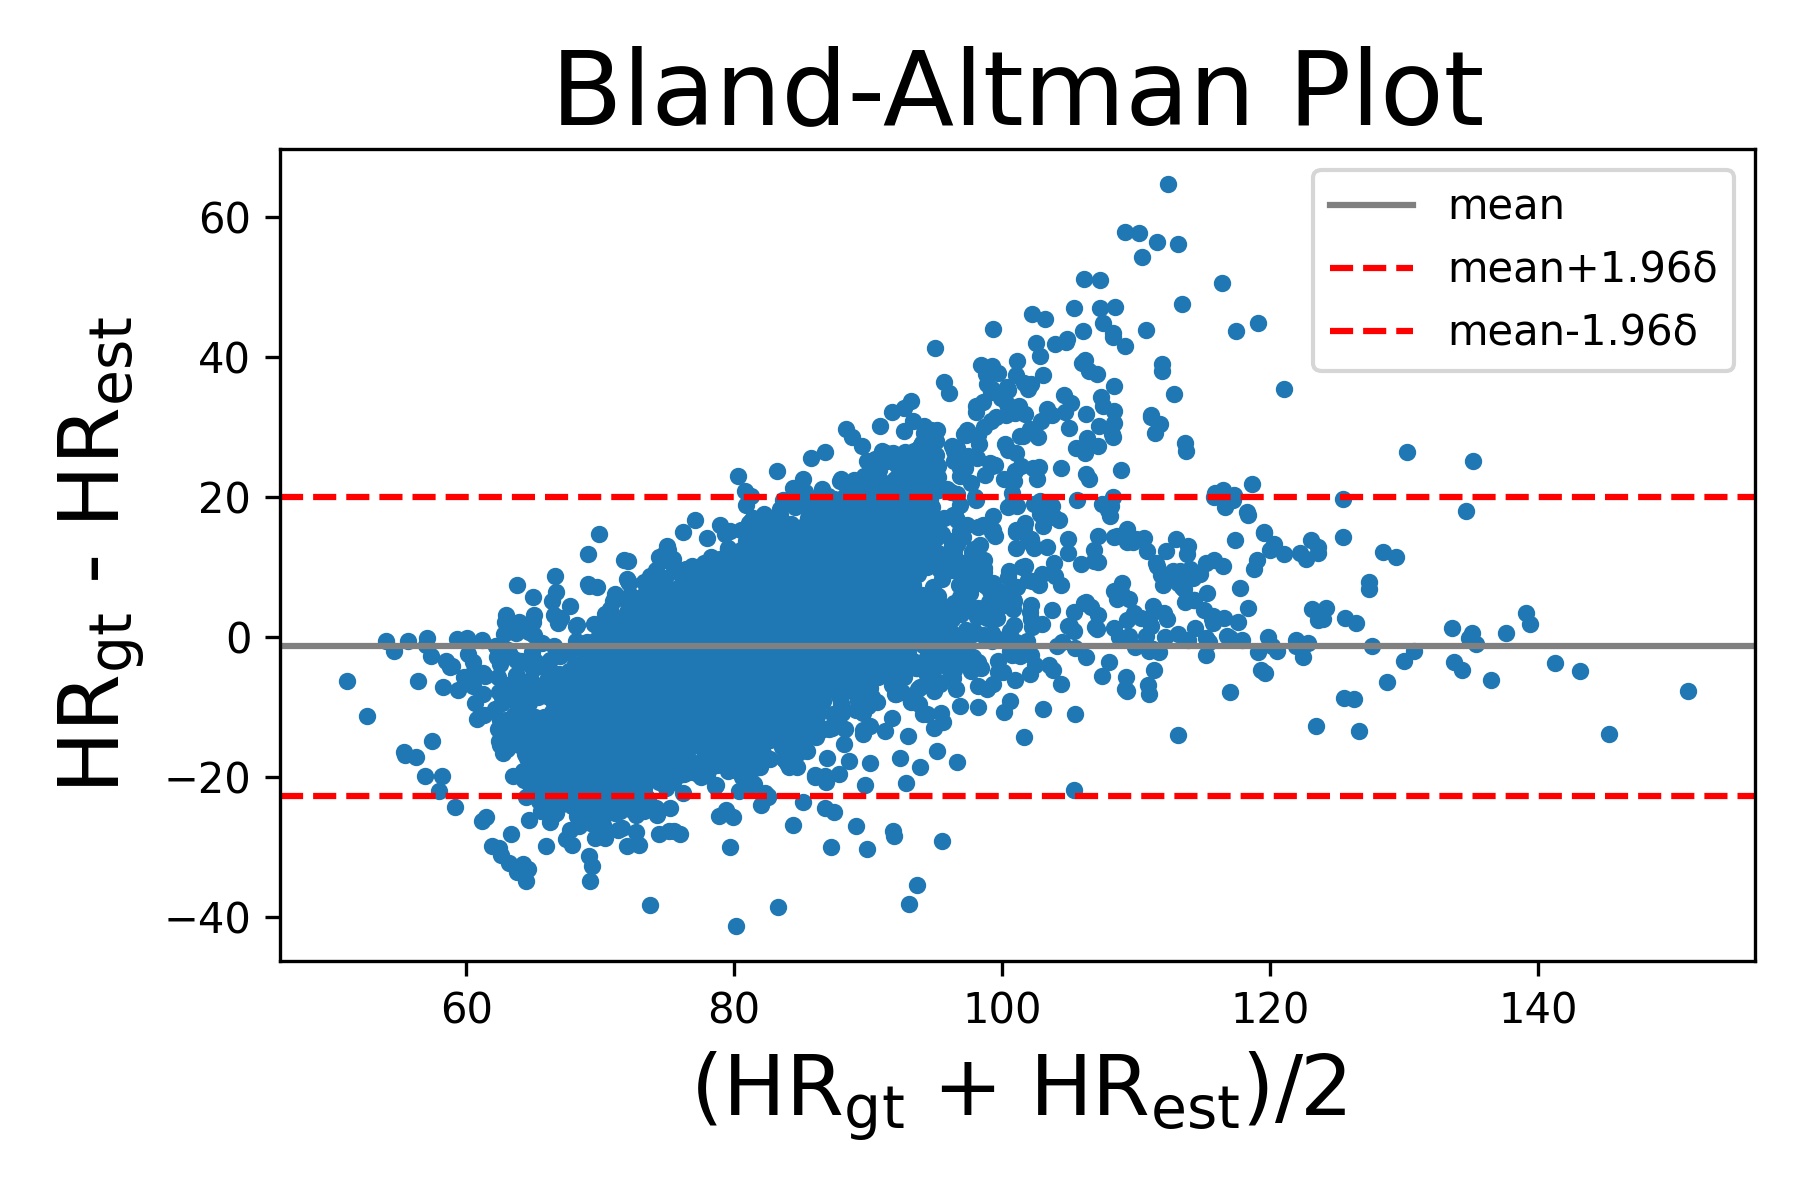 Bland-Altman Plot
mean
mean+1.96δ
mean-1.96δ
60
40
20
0
−20
−40
HRgt - HRest
60 80 100 120 140
(HRgt + HRest)/2